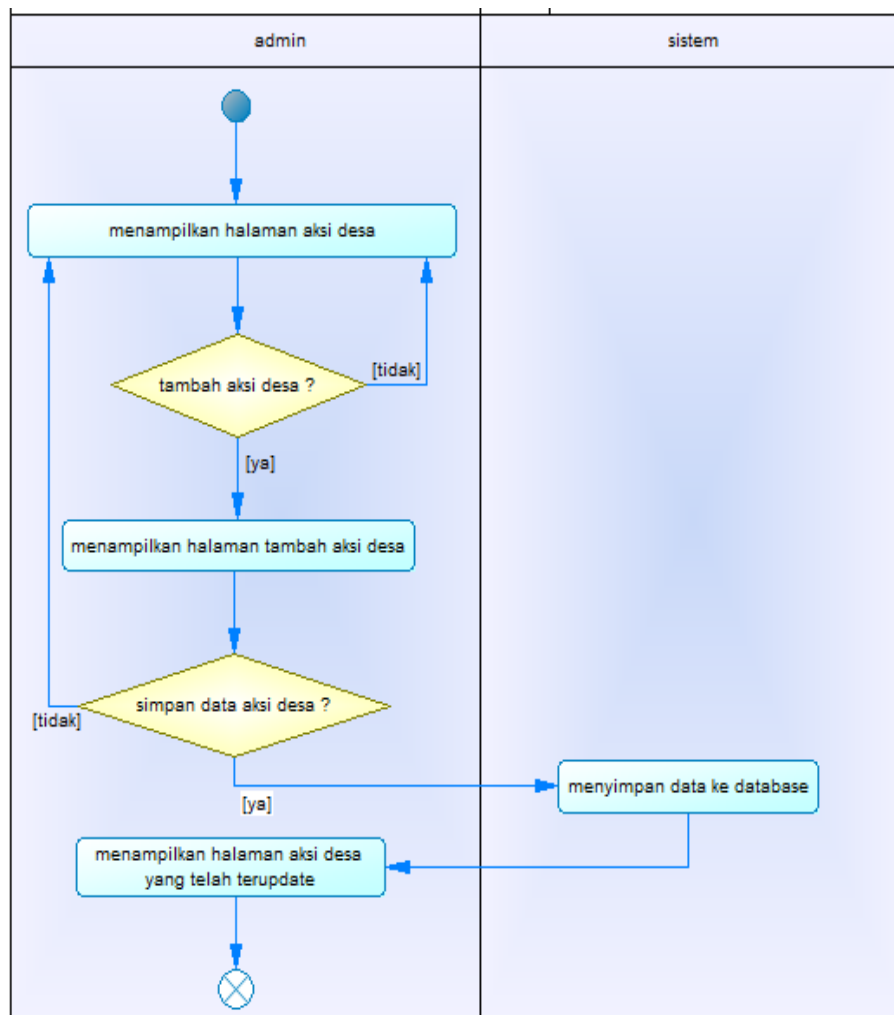 admin
sistem
menampilkan halaman aksi desa
tambah aksi desa ?
[tidak]
[ya]
menampilkan halaman tambah aksi desa
simpan data aksi desa ?
[tidak]
[ya]
menyimpan data ke database
menampilkan halaman aksi desa
yang telah terupdate